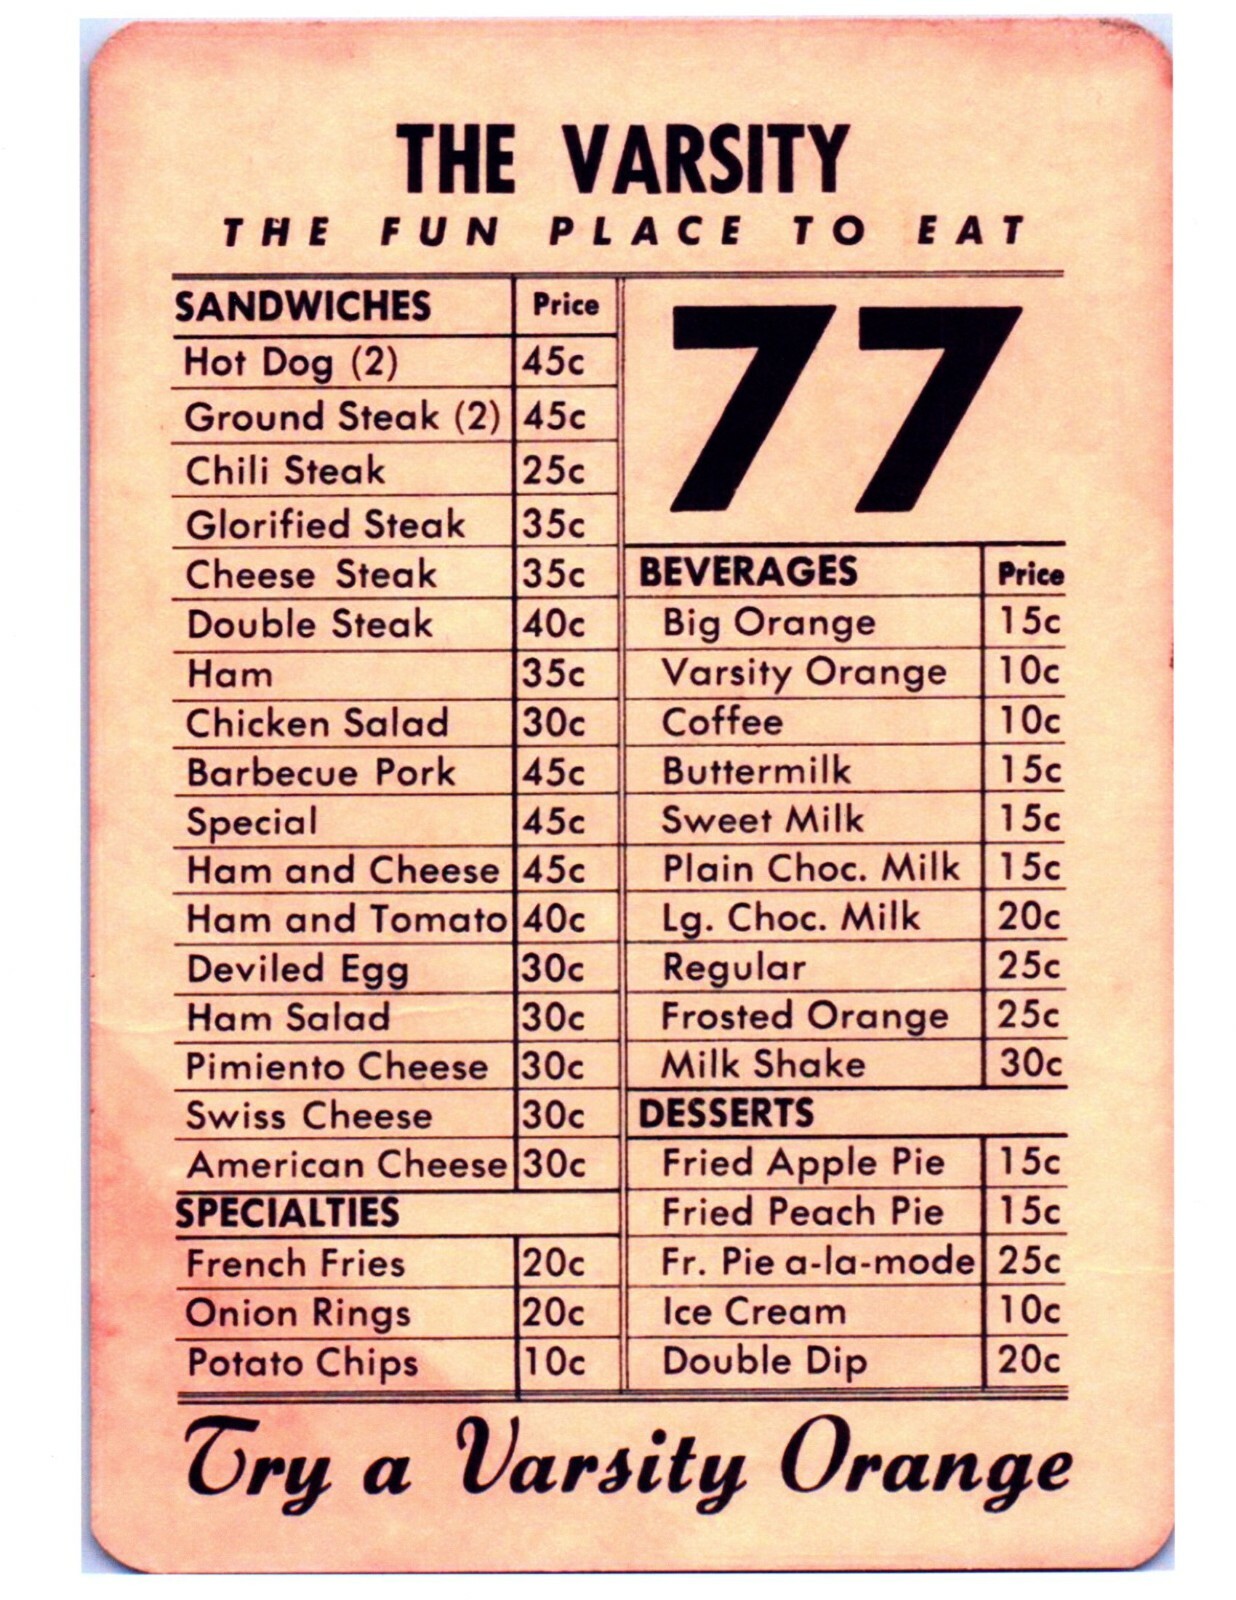 THE VARSITY
THE FUN PLACE TO EAT
SANDWICHES Price
Hot Dog (2) 45c
Ground Steak (2) 45c
Chili Steak 25c
Glorified Steak 35c
Cheese Steak 35c
Double Steak 40c
Ham 35c
Chicken Salad 30c
Barbecue Pork 45c
Special 45c
Ham and Cheese 45c
Ham and Tomato 40c
Deviled Egg 30c
Ham Salad 30c
Pimiento Cheese 30c
Swiss Cheese 30c
American Cheese 30c
SPECIALTIES
French Fries 20c
Onion Rings 20c
Potato Chips 10c
77
BEVERAGES Price
Big Orange 15c
Varsity Orange 10c
Coffee 10c
Buttermilk 15c
Sweet Milk 15c
Plain Choc. Milk 15c
Lg. Choc. Milk 20c
Regular 25c
Frosted Orange 25c
Milk Shake 30c
DESSERTS
Fried Apple Pie 15c
Fried Peach Pie 15c
Fr. Pie a-la-mode 25c
Ice Cream 10c
Double Dip 20c
Try a Varsity Orange